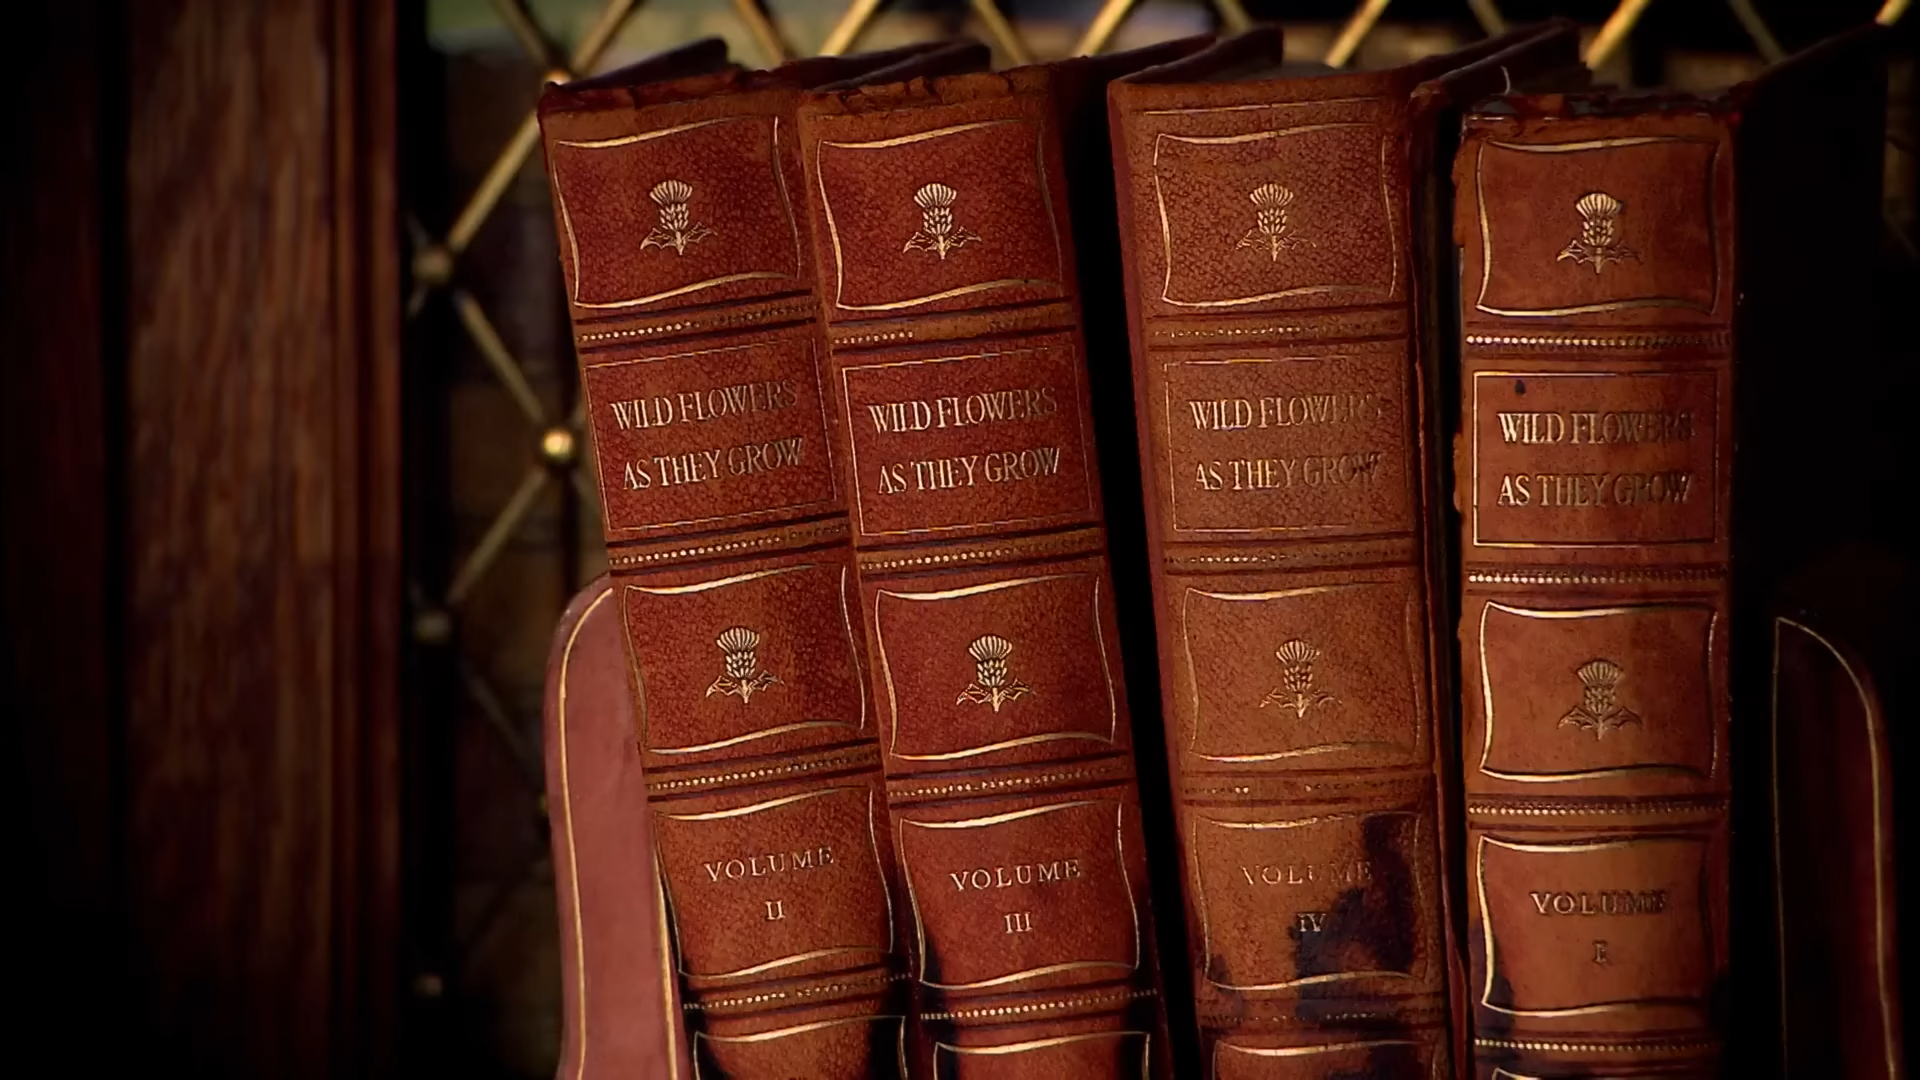 WILD FLOWERS
AS THEY GROW
VOLUME
II
WILD FLOWERS
AS THEY GROW
VOLUME
III
WILD FLOWERS
AS THEY GROW
VOLUME
IV
WILD FLOWERS
AS THEY GROW
VOLUME
I